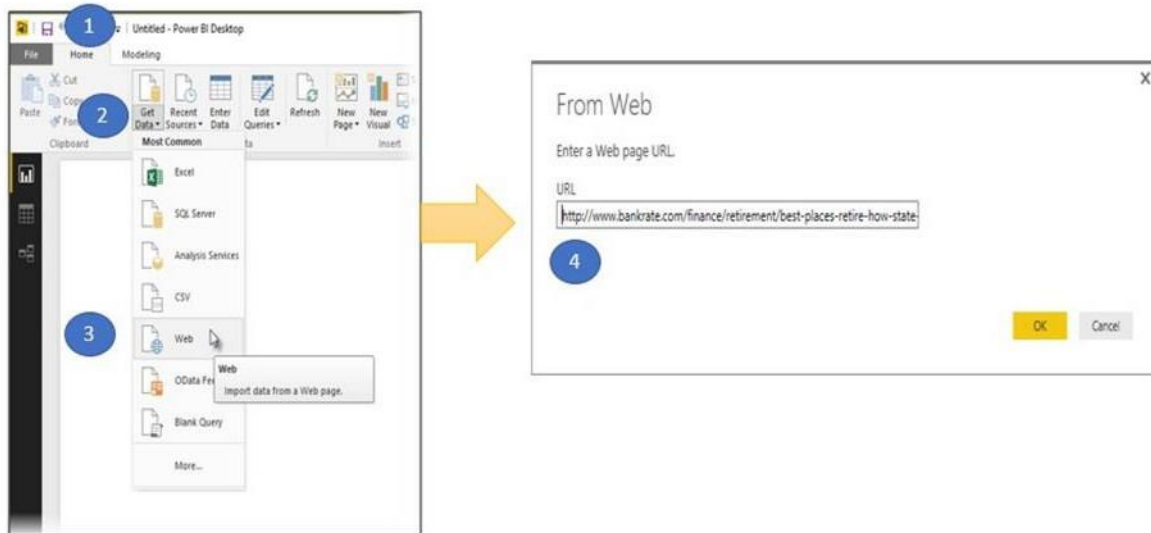 1
Untitled - Power BI Desktop
File Home Modeling
Paste
Cut
Copy
2
Clipboard
Get Data
Recent Sources
Enter Data
Edit Queries
Refresh
New Page
New Visual
Insert
Most Common
Excel
SQL Server
Analysis Services
CSV
3
Web
Web
Import data from a Web page.
OData
Blank Query
More...
X
From Web
Enter a Web page URL.
URL
http://www.bankrate.com/finance/retirement/best-places-retire-how-state-
4
OK Cancel